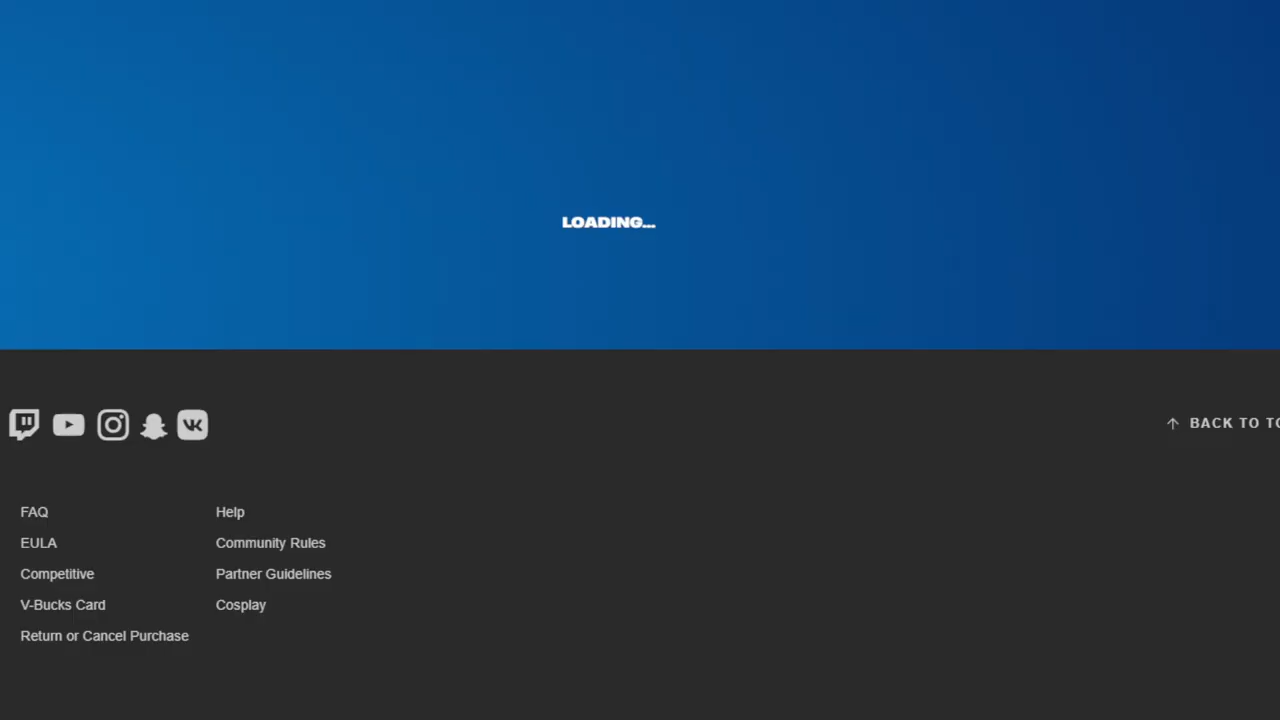 LOADING...
BACK TO TO
FAQ
Help
EULA
Community Rules
Competitive
Partner Guidelines
V-Bucks Card
Cosplay
Return or Cancel Purchase